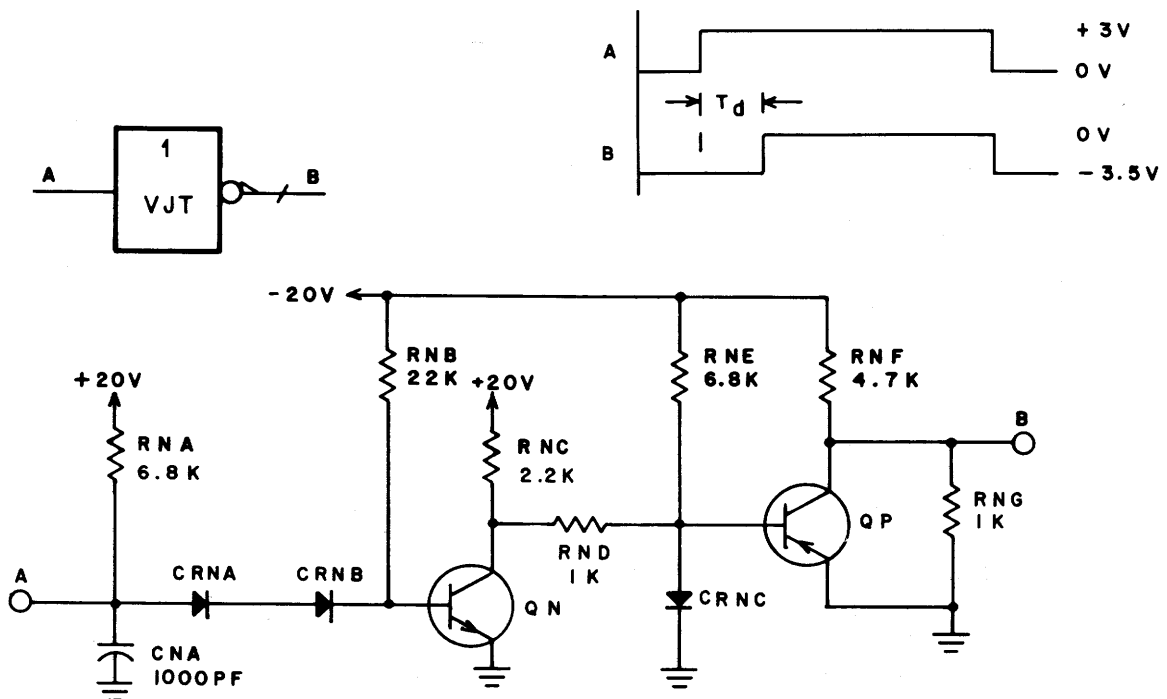 A
+3V
0V
Td
B
0V
-3.5V
A
1
VJT
B
-20V
RNB
22K
RNE
6.8K
RNF
4.7K
+20V
+20V
RNA
6.8K
RNC
2.2K
B
RND
1K
QP
RNG
1K
A
CRNA
CRNB
QN
CRNC
CNA
1000PF